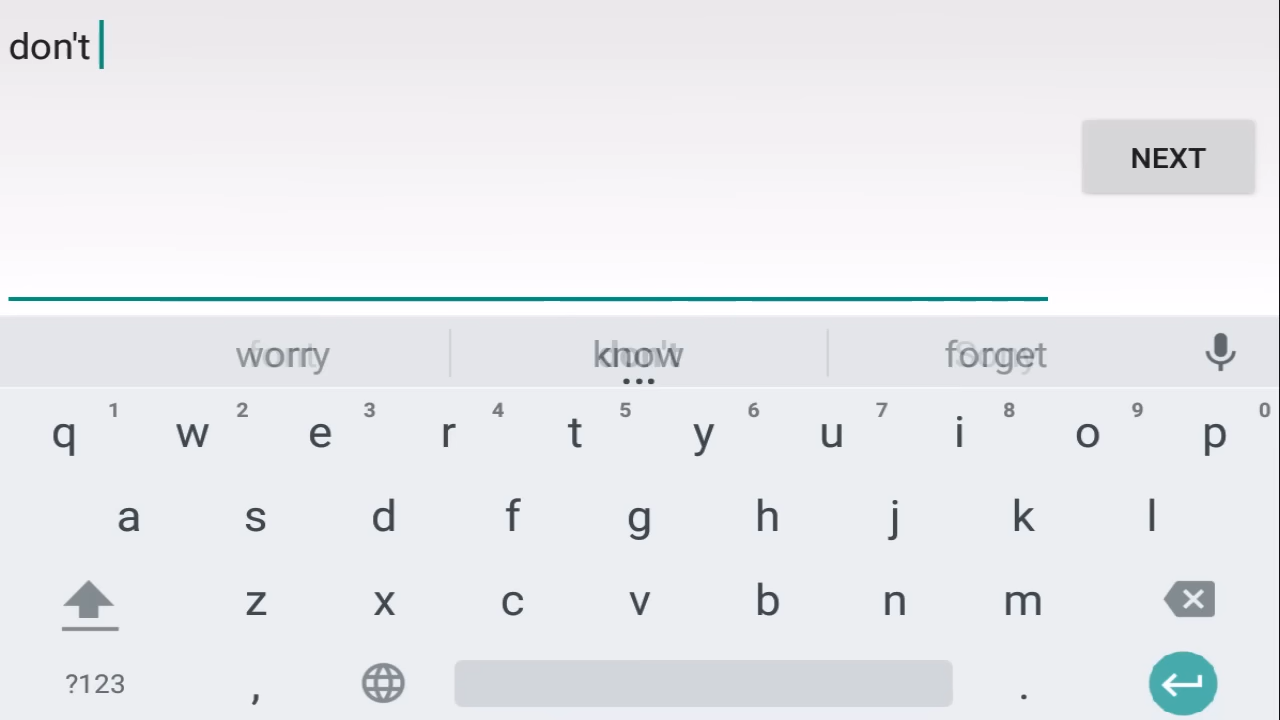 don't
NEXT
worry know forget
q 1 w 2 e 3 r 4 t 5 y 6 u 7 i 8 o 9 p 0
a s d f g h j k l
z x c v b n m
?123 , .